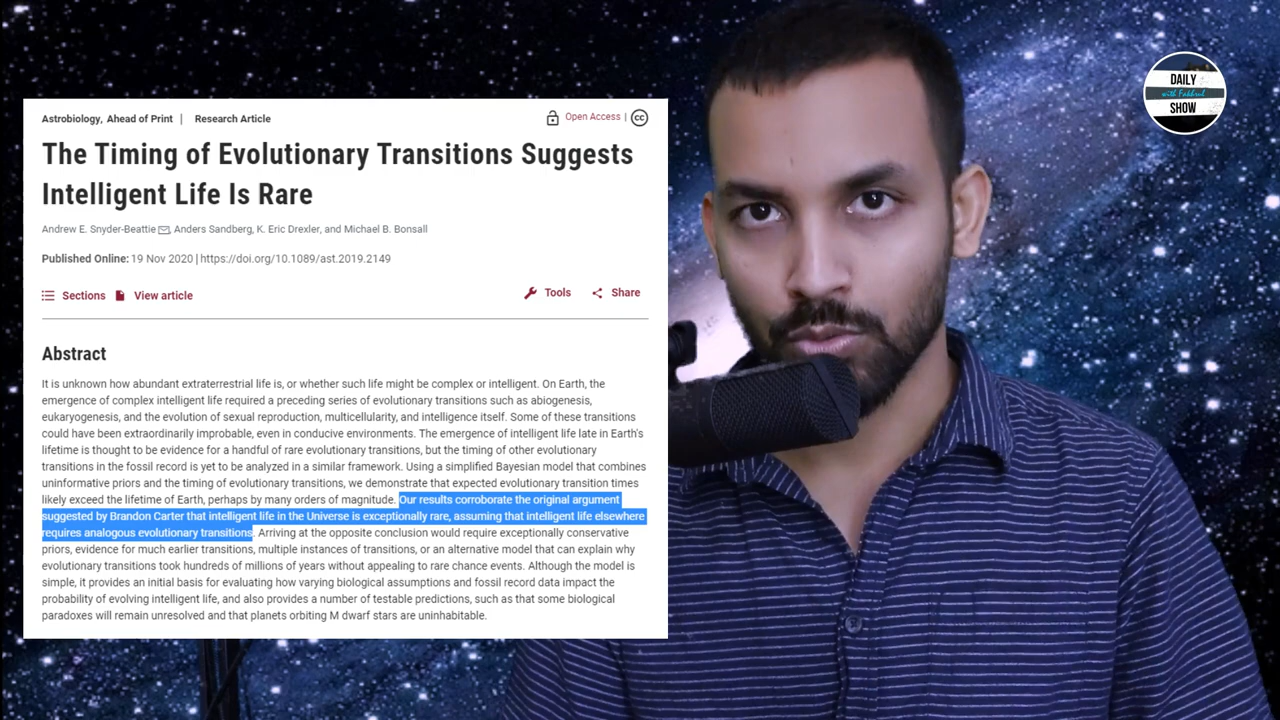 Astrobiology, Ahead of Print | Research Article
Open Access | cc
The Timing of Evolutionary Transitions Suggests
Intelligent Life Is Rare
Andrew E. Snyder-Beattie, Anders Sandberg, K. Eric Drexler, and Michael B. Bonsall
Published Online: 19 Nov 2020 | https://doi.org/10.1089/ast.2019.2149
Sections View article Tools Share
Abstract
It is unknown how abundant extraterrestrial life is, or whether such life might be complex or intelligent. On Earth, the
emergence of complex intelligent life required a preceding series of evolutionary transitions such as abiogenesis,
eukaryogenesis, and the evolution of sexual reproduction, multicellularity, and intelligence itself. Some of these transitions
could have been extraordinarily improbable, even in conducive environments. The emergence of intelligent life late in Earth's
lifetime is thought to be evidence for a handful of rare evolutionary transitions, but the timing of other evolutionary
transitions in the fossil record is yet to be analyzed in a similar framework. Using a simplified Bayesian model that combines
uninformative priors and the timing of evolutionary transitions, we demonstrate that expected evolutionary transition times
likely exceed the lifetime of Earth, perhaps by many orders of magnitude. Our results corroborate the original argument
suggested by Brandon Carter that intelligent life in the Universe is exceptionally rare, assuming that intelligent life elsewhere
requires analogous evolutionary transitions. Arriving at the opposite conclusion would require exceptionally conservative
priors, evidence for much earlier transitions, multiple instances of transitions, or an alternative model that can explain why
evolutionary transitions took hundreds of millions of years without appealing to rare chance events. Although the model is
simple, it provides an initial basis for evaluating how varying biological assumptions and fossil record data impact the
probability of evolving intelligent life, and also provides a number of testable predictions, such as that some biological
paradoxes will remain unresolved and that planets orbiting M dwarf stars are uninhabitable.
DAILY
with Fakhrul
SHOW